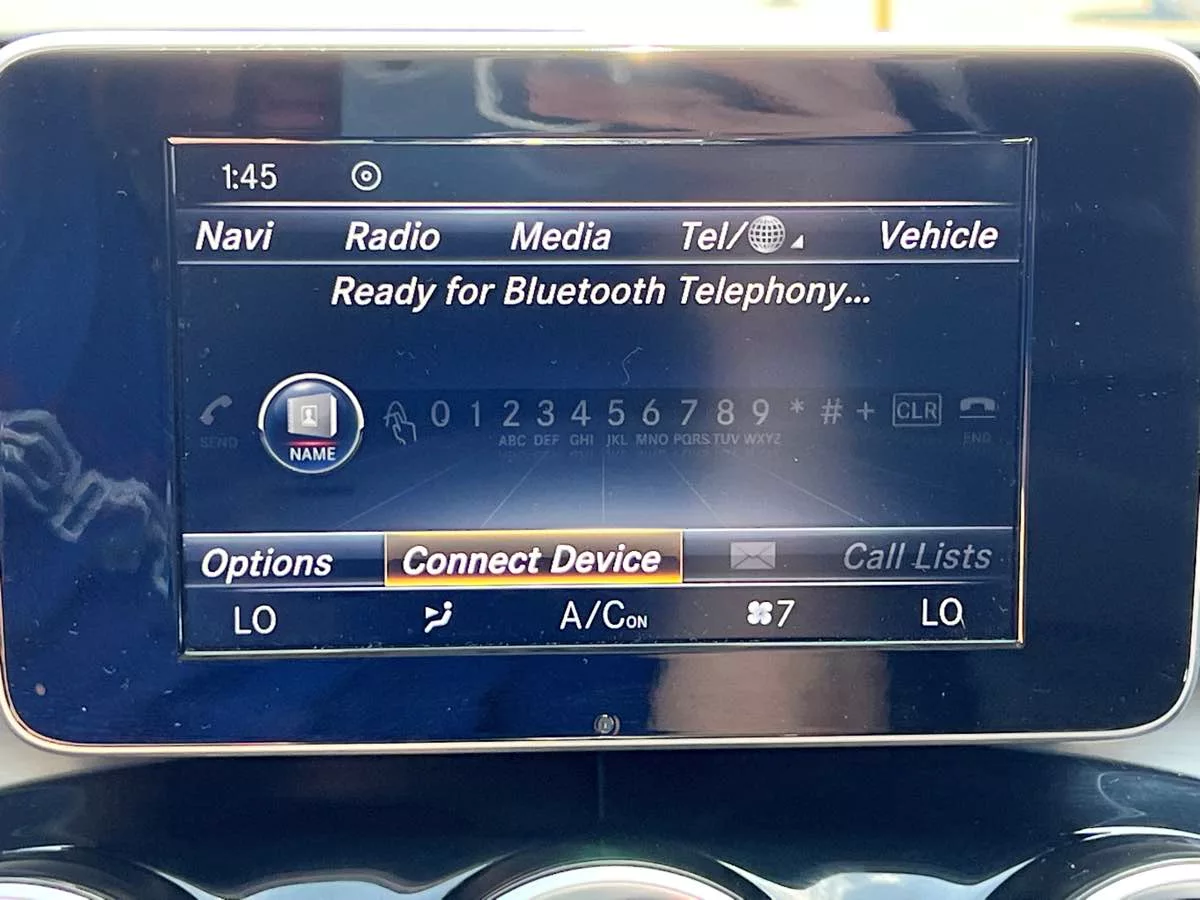 1:45
Navi Radio Media Tel/ Vehicle
Ready for Bluetooth Telephony...
0 1 2 3 4 5 6 7 8 9 * # + CLR
SEND NAME ABC DEF GHI JKL MNO PQRS TUV WXYZ END
Options Connect Device Call Lists
LO A/C ON 7 LO